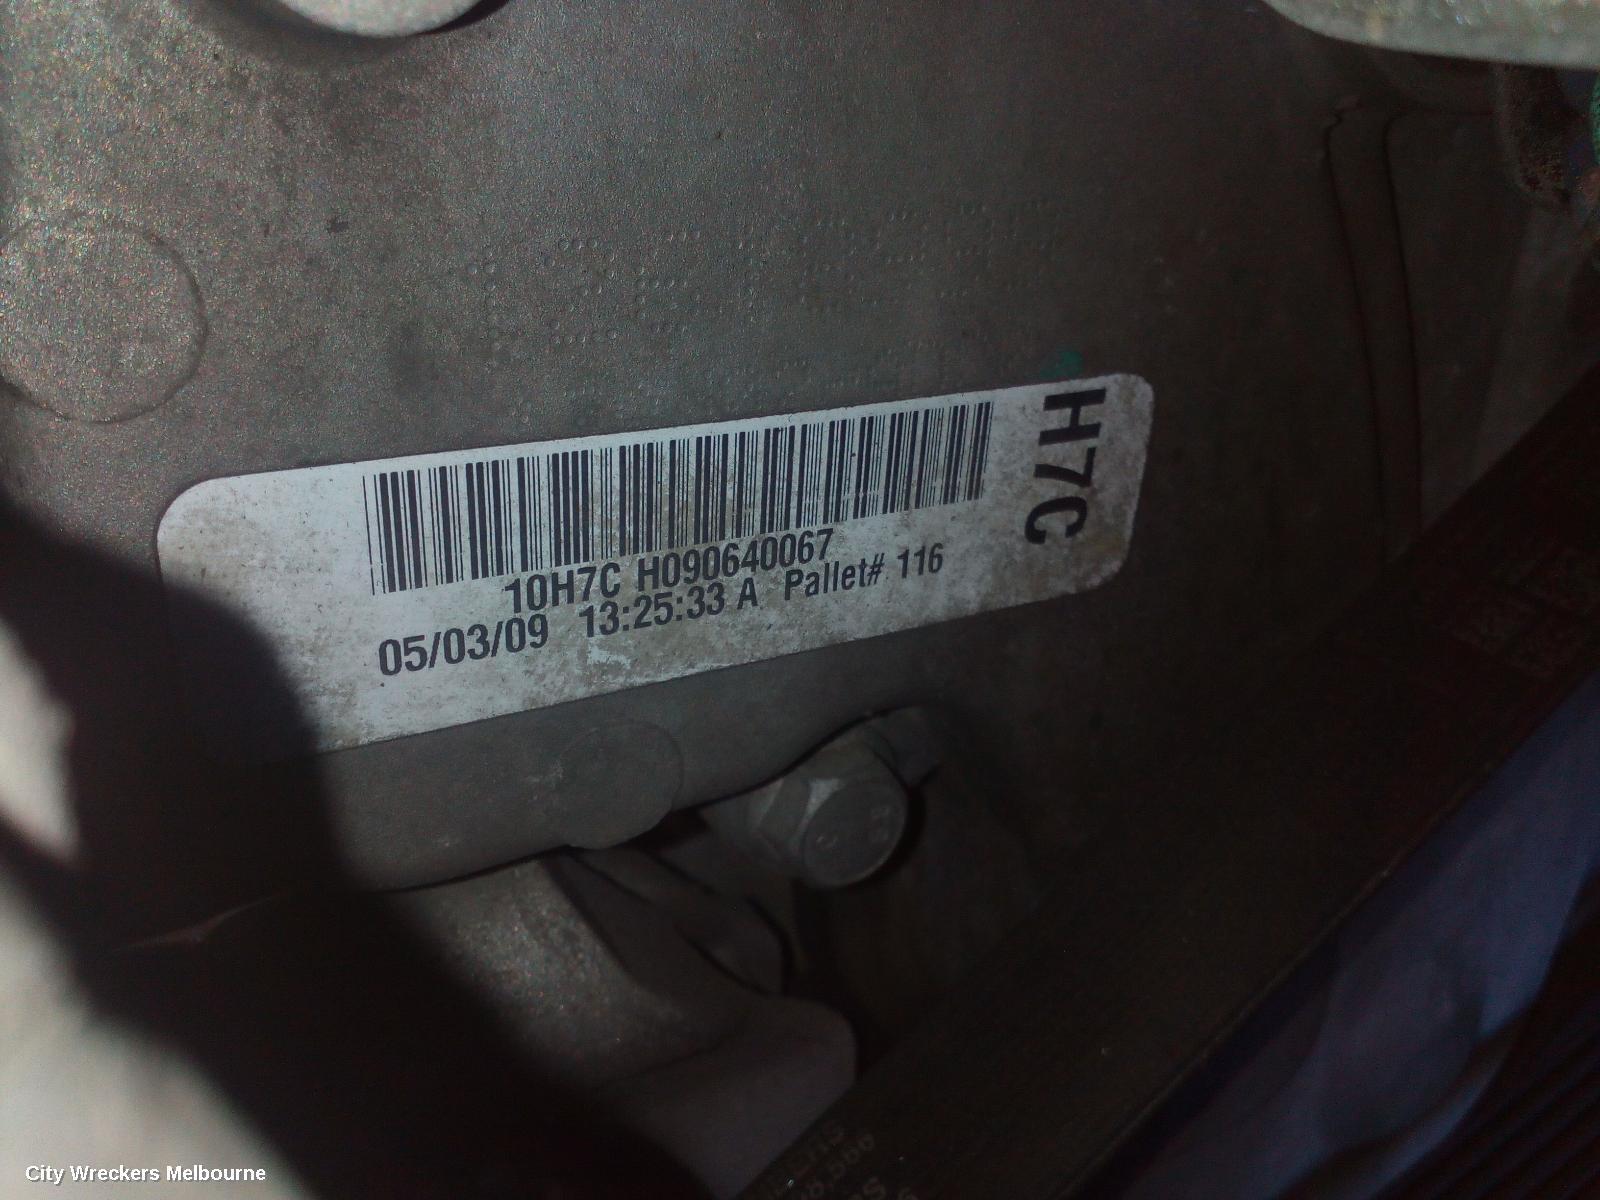 H7C
10H7C H090640067
05/03/09 13:25:33 A Pallet# 116
City Wreckers Melbourne